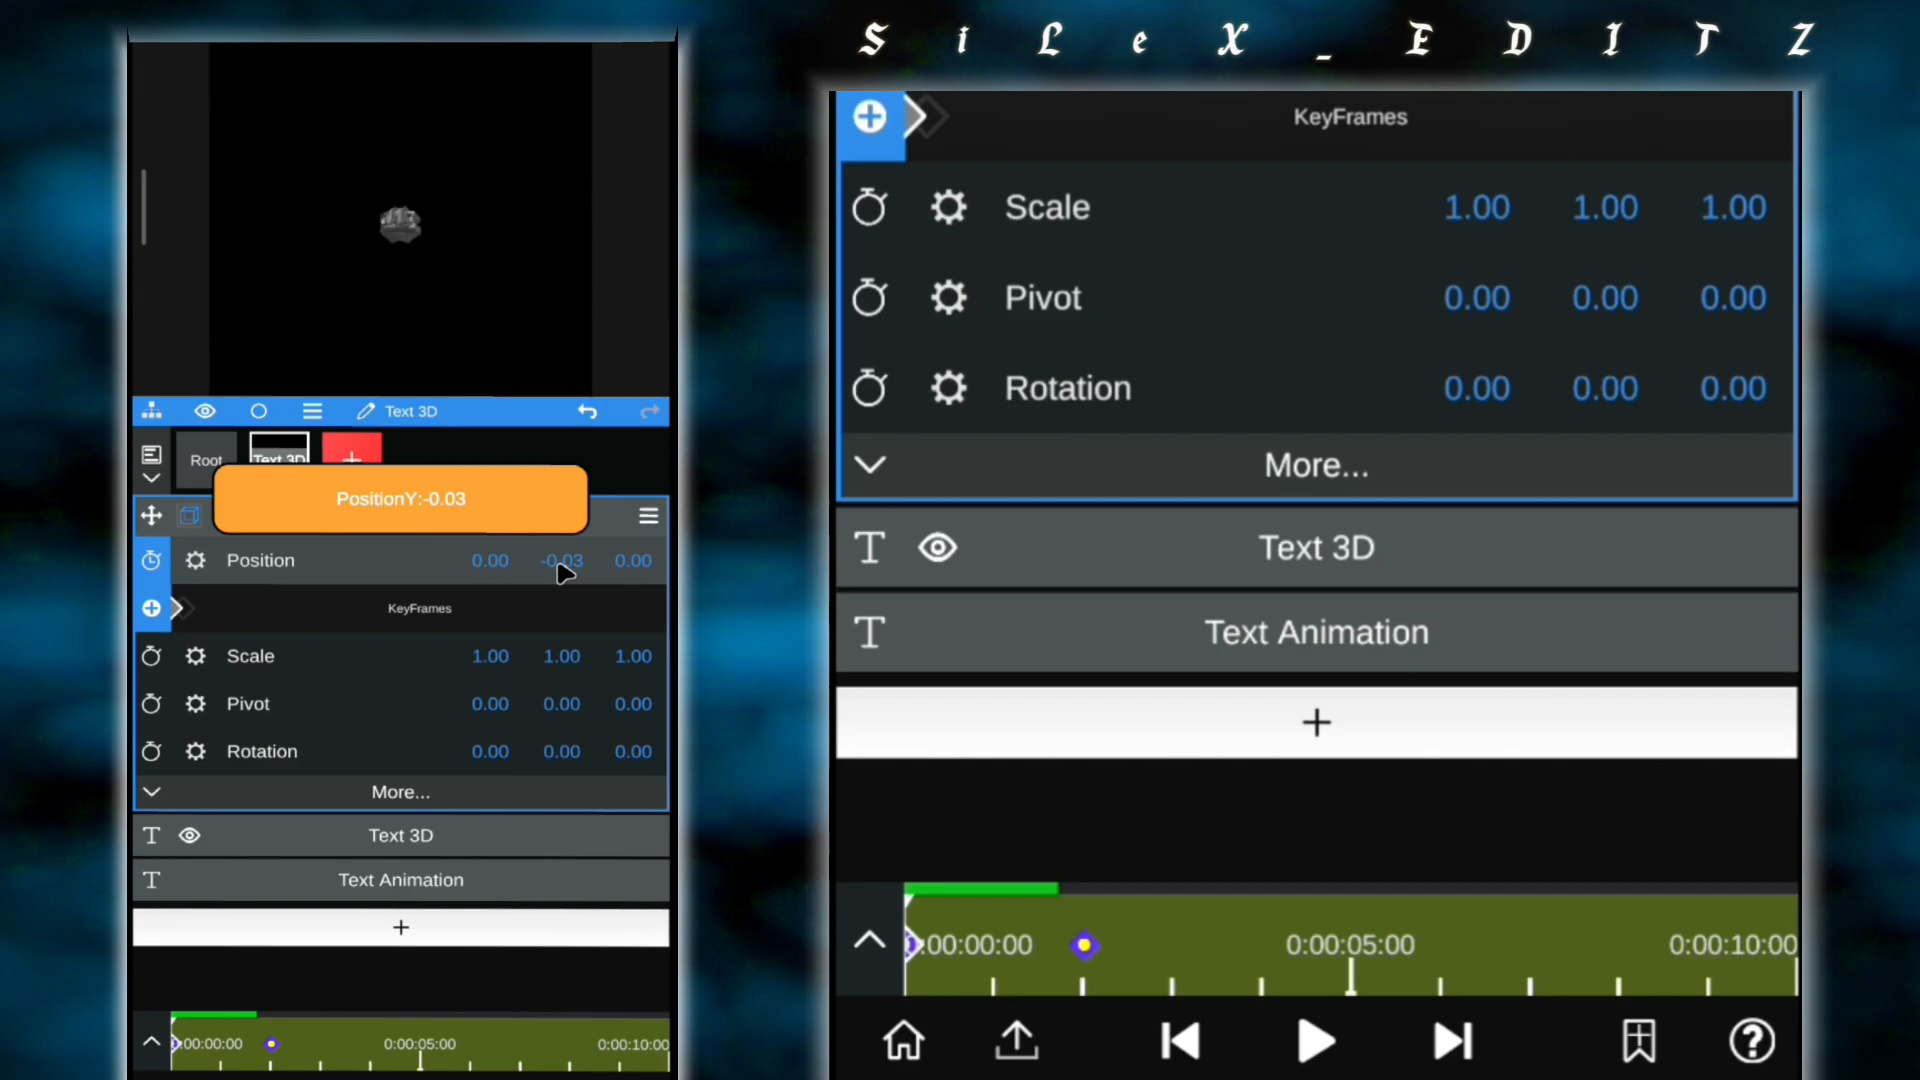 SiLeX_EDITZ
Text 3D
Root Text 3D +
PositionY:-0.03
Position 0.00 -0.03 0.00
KeyFrames
Scale 1.00 1.00 1.00
Pivot 0.00 0.00 0.00
Rotation 0.00 0.00 0.00
More...
T Text 3D
T Text Animation
+
:00:00:00 0:00:05:00 0:00:10:00
KeyFrames
Scale 1.00 1.00 1.00
Pivot 0.00 0.00 0.00
Rotation 0.00 0.00 0.00
More...
T Text 3D
T Text Animation
+
:00:00:00 0:00:05:00 0:00:10:00